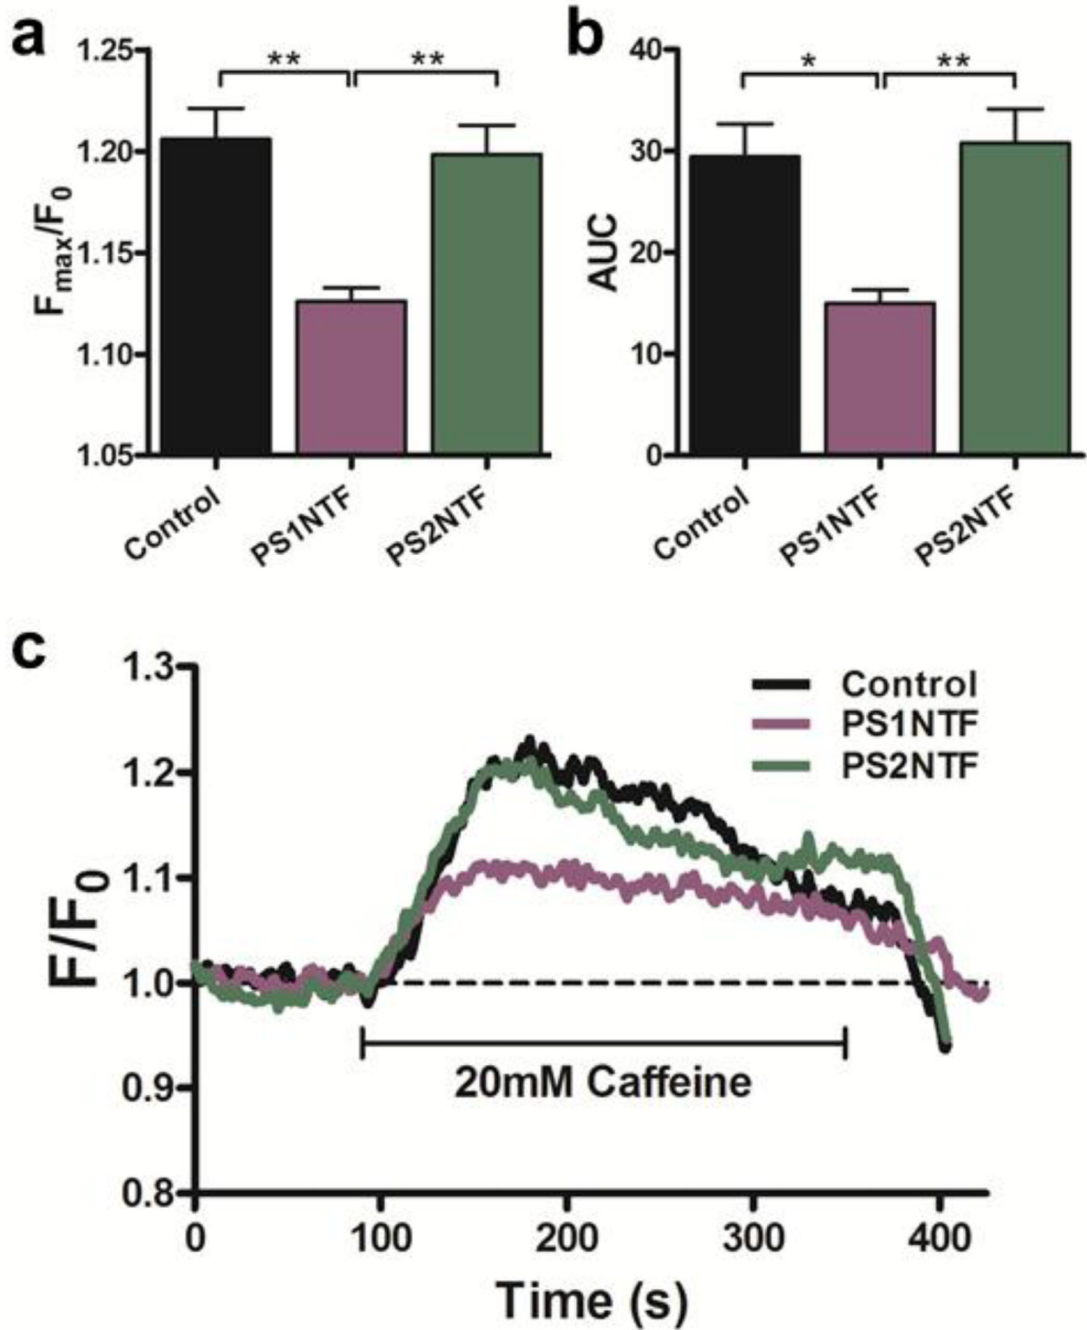 a
1.25
1.20
1.15
1.10
1.05
Fmax/F0
** **
Control
PS1NTF
PS2NTF
b
40
30
20
10
0
AUC
* **
Control
PS1NTF
PS2NTF
c
1.3
1.2
1.1
1.0
0.9
0.8
F/F0
Control
PS1NTF
PS2NTF
20mM Caffeine
0 100 200 300 400
Time (s)